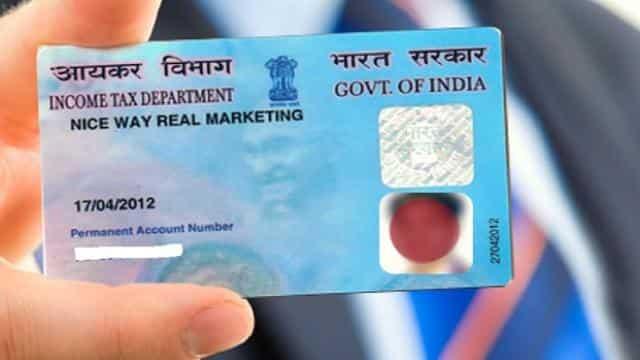 आयकर विभाग
INCOME TAX DEPARTMENT
भारत सरकार
GOVT. OF INDIA
NICE WAY REAL MARKETING
भारत
17/04/2012
Permanent Account Number
27042012